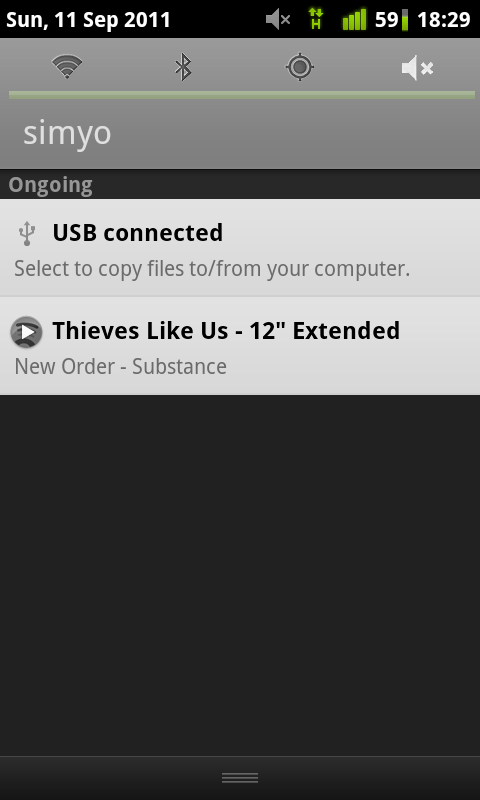 Sun, 11 Sep 2011 H 59 18:29
simyo
Ongoing
USB connected
Select to copy files to/from your computer.
Thieves Like Us - 12" Extended
New Order - Substance